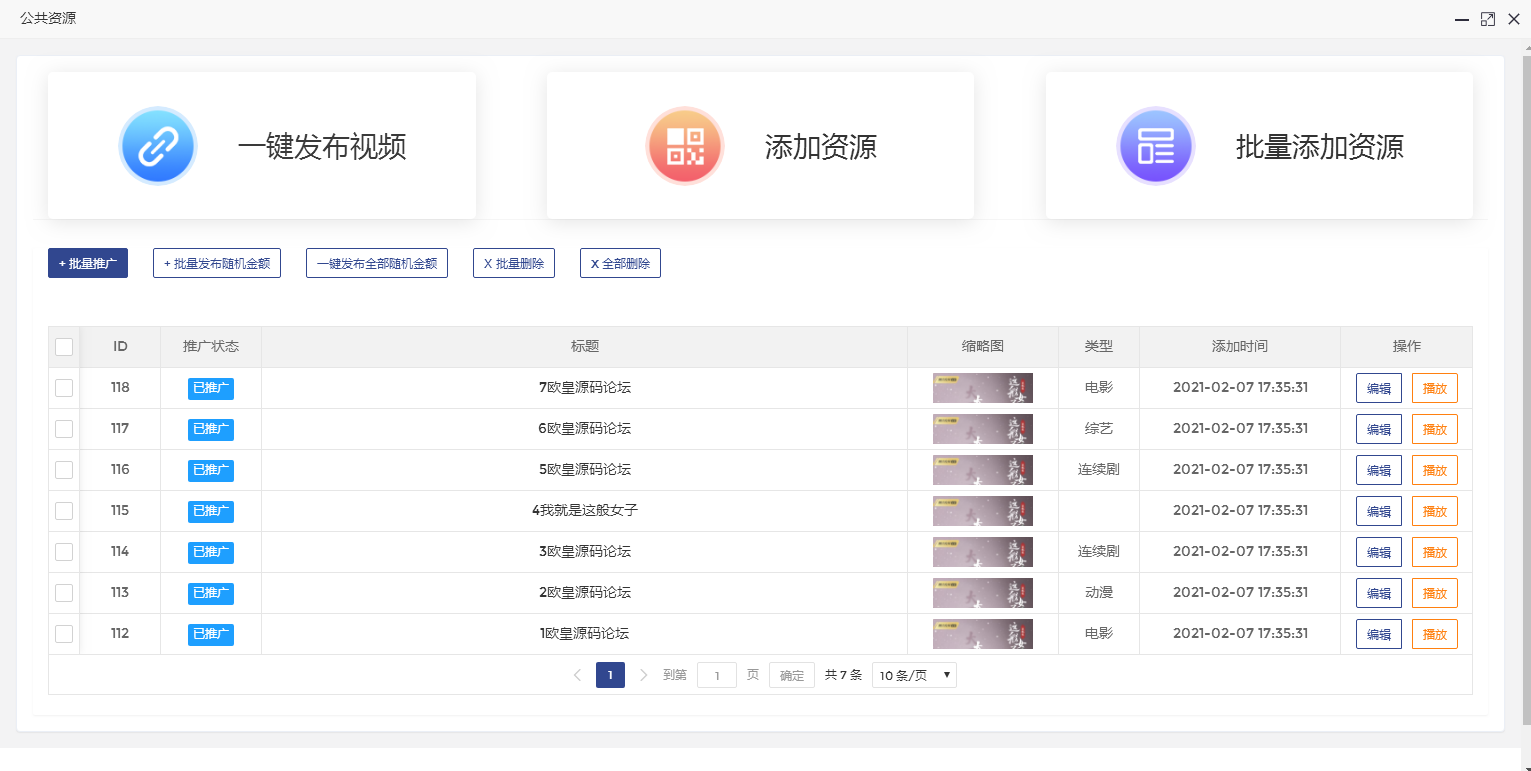 公共资源
一键发布视频
添加资源
批量添加资源
+ 批量推广
+ 批量发布随机金额
一键发布全部随机金额
X 批量删除
X 全部删除
ID 推广状态 标题 缩略图 类型 添加时间 操作
118 已推广 7欧皇源码论坛 电影 2021-02-07 17:35:31 编辑 播放
117 已推广 6欧皇源码论坛 综艺 2021-02-07 17:35:31 编辑 播放
116 已推广 5欧皇源码论坛 连续剧 2021-02-07 17:35:31 编辑 播放
115 已推广 4我就是这般女子 2021-02-07 17:35:31 编辑 播放
114 已推广 3欧皇源码论坛 连续剧 2021-02-07 17:35:31 编辑 播放
113 已推广 2欧皇源码论坛 动漫 2021-02-07 17:35:31 编辑 播放
112 已推广 1欧皇源码论坛 电影 2021-02-07 17:35:31 编辑 播放
1 到第 1 页 确定 共 7 条 10 条/页